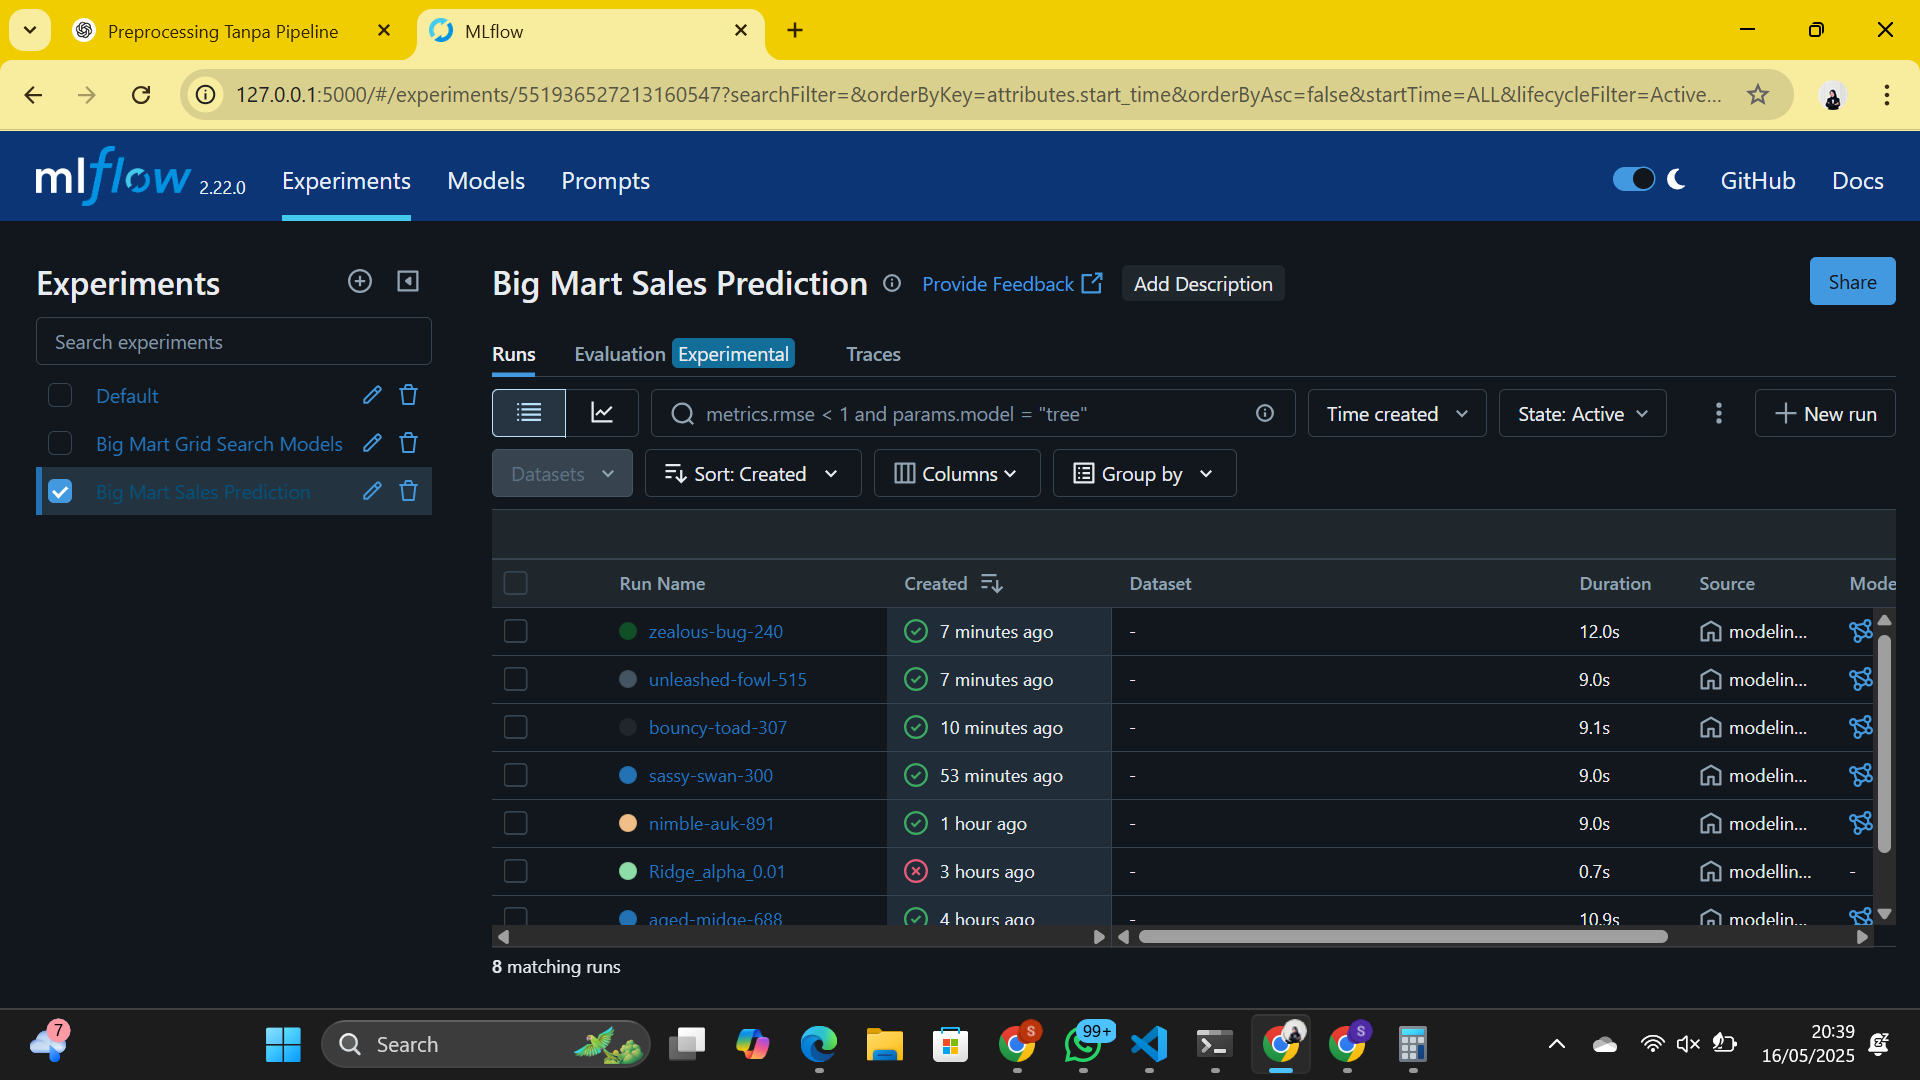 Preprocessing Tanpa Pipeline
MLflow
127.0.0.1:5000/#/experiments/551936527213160547?searchFilter=&orderByKey=attributes.start_time&orderByAsc=false&startTime=ALL&lifecycleFilter=Active...
mlflow 2.22.0 Experiments Models Prompts GitHub Docs
Experiments
Search experiments
Default
Big Mart Grid Search Models
Big Mart Sales Prediction
Big Mart Sales Prediction Provide Feedback Add Description Share
Runs Evaluation Experimental Traces
metrics.rmse < 1 and params.model = "tree" Time created State: Active New run
Datasets Sort: Created Columns Group by
Run Name Created Dataset Duration Source Mode
zealous-bug-240 7 minutes ago - 12.0s modelin...
unleashed-fowl-515 7 minutes ago - 9.0s modelin...
bouncy-toad-307 10 minutes ago - 9.1s modelin...
sassy-swan-300 53 minutes ago - 9.0s modelin...
nimble-auk-891 1 hour ago - 9.0s modelin...
Ridge_alpha_0.01 3 hours ago - 0.7s modellin... -
aged-midge-688 4 hours ago - 10.9s modelin...
8 matching runs
7
Search
S
99+
S
20:39
16/05/2025